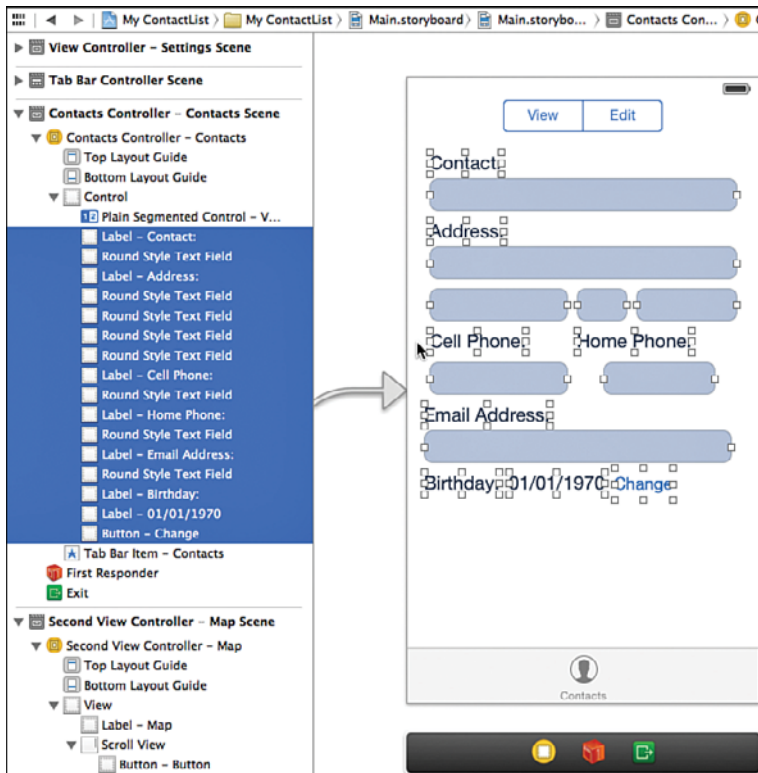 My ContactList My ContactList Main.storyboard Main.storybo... Contacts Con...
View Controller – Settings Scene
Tab Bar Controller Scene
Contacts Controller – Contacts Scene
Contacts Controller – Contacts
Top Layout Guide
Bottom Layout Guide
Control
12 Plain Segmented Control – V...
Label – Contact:
Round Style Text Field
Label – Address:
Round Style Text Field
Round Style Text Field
Round Style Text Field
Round Style Text Field
Label – Cell Phone:
Round Style Text Field
Label – Home Phone:
Round Style Text Field
Label – Email Address:
Round Style Text Field
Label – Birthday:
Label – 01/01/1970
Button – Change
Tab Bar Item – Contacts
First Responder
Exit
Second View Controller – Map Scene
Second View Controller – Map
Top Layout Guide
Bottom Layout Guide
View
Label – Map
Scroll View
Button – Button
View Edit
Contact:
Address:
Cell Phone: Home Phone:
Email Address:
Birthday: 01/01/1970 Change
Contacts